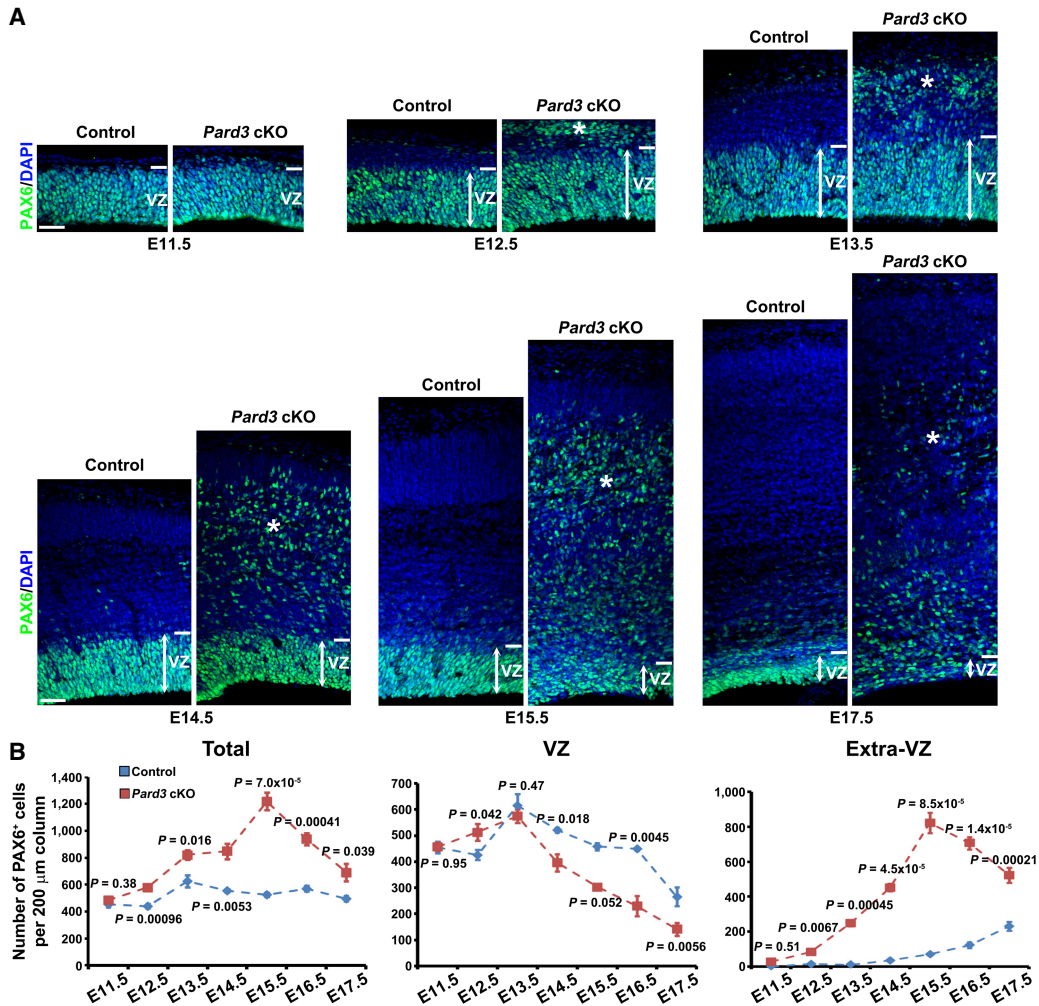 A
Control
Pard3 cKO
Control
Pard3 cKO
Control
Pard3 cKO
PAX6/DAPI
VZ
VZ
VZ
VZ
VZ
VZ
E11.5
E12.5
E13.5
Control
Pard3 cKO
Control
Pard3 cKO
Control
Pard3 cKO
PAX6/DAPI
VZ
VZ
VZ
VZ
VZ
VZ
E14.5
E15.5
E17.5
B
Total
VZ
Extra-VZ
Number of PAX6+ cells
per 200 µm column
Control
Pard3 cKO
1,400
1,200
1,000
800
600
400
200
0
P = 0.38
P = 0.00096
P = 0.016
P = 0.0053
P = 7.0x10-5
P = 0.00041
P = 0.039
E11.5 E12.5 E13.5 E14.5 E15.5 E16.5 E17.5
700
600
500
400
300
200
100
0
P = 0.95
P = 0.042
P = 0.47
P = 0.018
P = 0.052
P = 0.0045
P = 0.0056
E11.5 E12.5 E13.5 E14.5 E15.5 E16.5 E17.5
1,000
800
600
400
200
0
P = 0.51
P = 0.0067
P = 0.00045
P = 4.5x10-5
P = 8.5x10-5
P = 1.4x10-5
P = 0.00021
E11.5 E12.5 E13.5 E14.5 E15.5 E16.5 E17.5